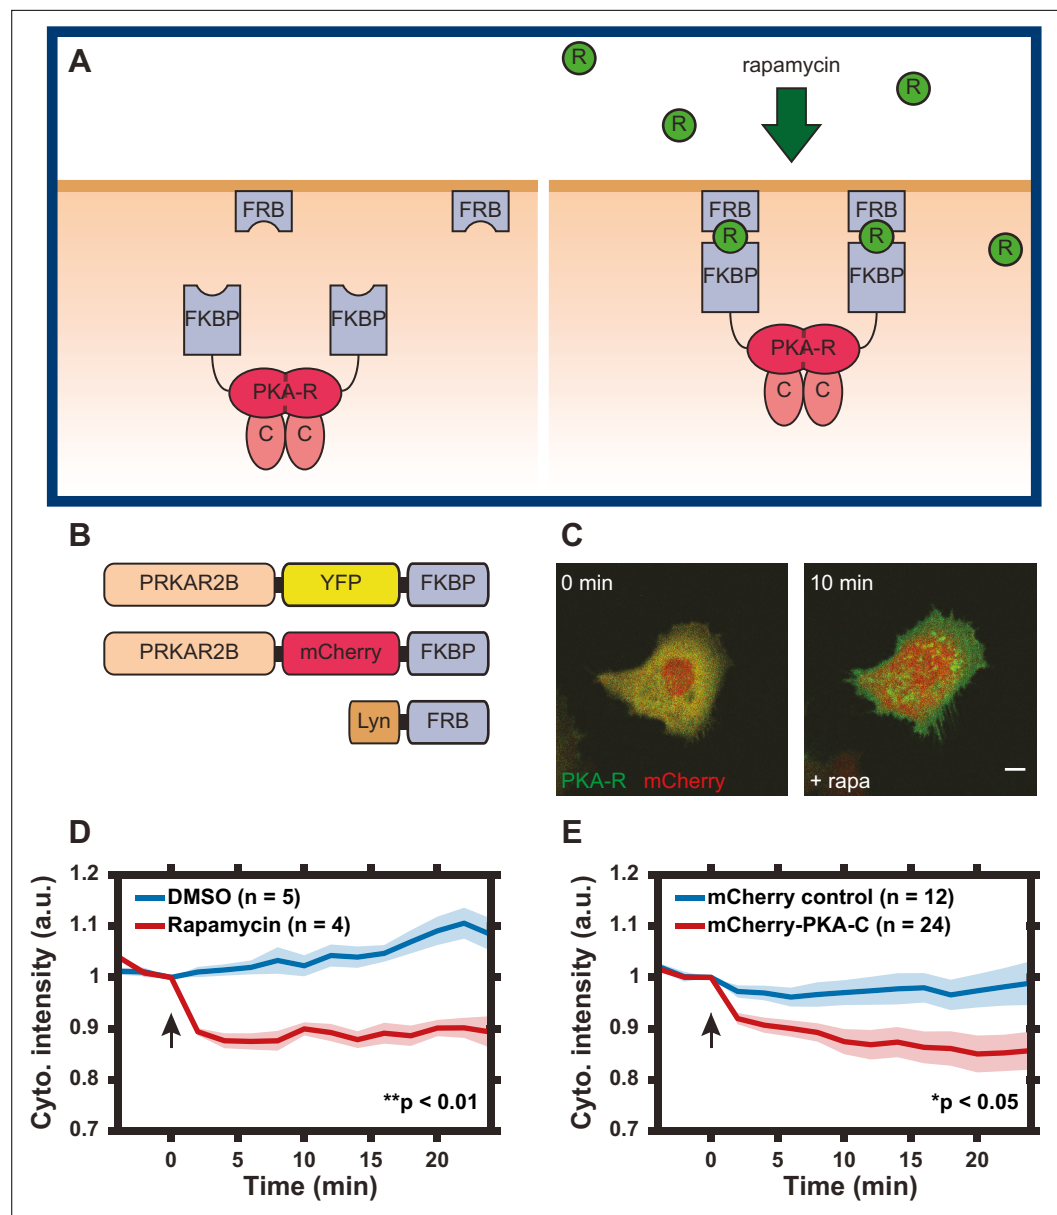 A
rapamycin
R
R
R
FRB
FRB
FRB
FRB
R
R
R
FKBP
FKBP
FKBP
FKBP
PKA-R
PKA-R
C
C
C
C
B
PRKAR2B
YFP
FKBP
PRKAR2B
mCherry
FKBP
Lyn
FRB
C
0 min
10 min
PKA-R mCherry
+ rapa
D
Cyto. intensity (a.u.)
1.2
1.1
1
0.9
0.8
0.7
DMSO (n = 5)
Rapamycin (n = 4)
**p < 0.01
0 5 10 15 20
Time (min)
E
Cyto. intensity (a.u.)
1.2
1.1
1
0.9
0.8
0.7
mCherry control (n = 12)
mCherry-PKA-C (n = 24)
*p < 0.05
0 5 10 15 20
Time (min)